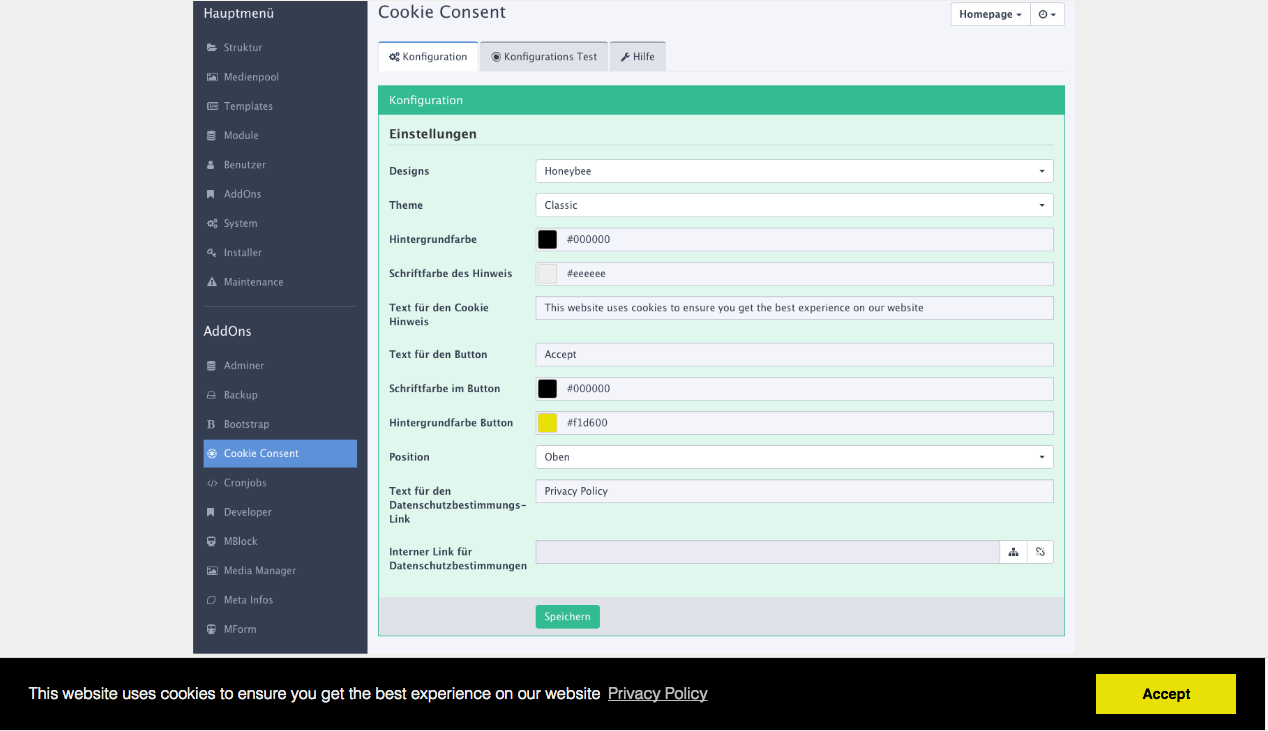 Hauptmenü
Struktur
Medienpool
Templates
Module
Benutzer
AddOns
System
Installer
Maintenance
AddOns
Adminer
Backup
Bootstrap
Cookie Consent
Cronjobs
Developer
MBlock
Media Manager
Meta Infos
MForm
Cookie Consent
Homepage
Konfiguration
Konfigurations Test
Hilfe
Konfiguration
Einstellungen
Designs
Honeybee
Theme
Classic
Hintergrundfarbe
#000000
Schriftfarbe des Hinweis
#eeeeee
Text für den Cookie
Hinweis
This website uses cookies to ensure you get the best experience on our website
Text für den Button
Accept
Schriftfarbe im Button
#000000
Hintergrundfarbe Button
#f1d600
Position
Oben
Text für den
Datenschutzbestimmungs-
Link
Privacy Policy
Interner Link für
Datenschutzbestimmungen
Speichern
This website uses cookies to ensure you get the best experience on our website Privacy Policy
Accept